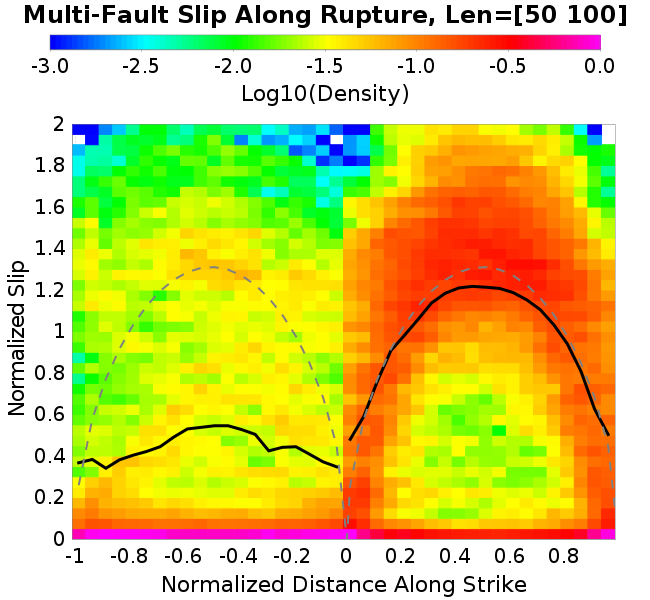 Multi-Fault Slip Along Rupture, Len=[50 100]
-3.0 -2.5 -2.0 -1.5 -1.0 -0.5 0.0
Log10(Density)
2
1.8
1.6
1.4
1.2
1
0.8
0.6
0.4
0.2
0
Normalized Slip
-1 -0.8 -0.6 -0.4 -0.2 0 0.2 0.4 0.6 0.8
Normalized Distance Along Strike